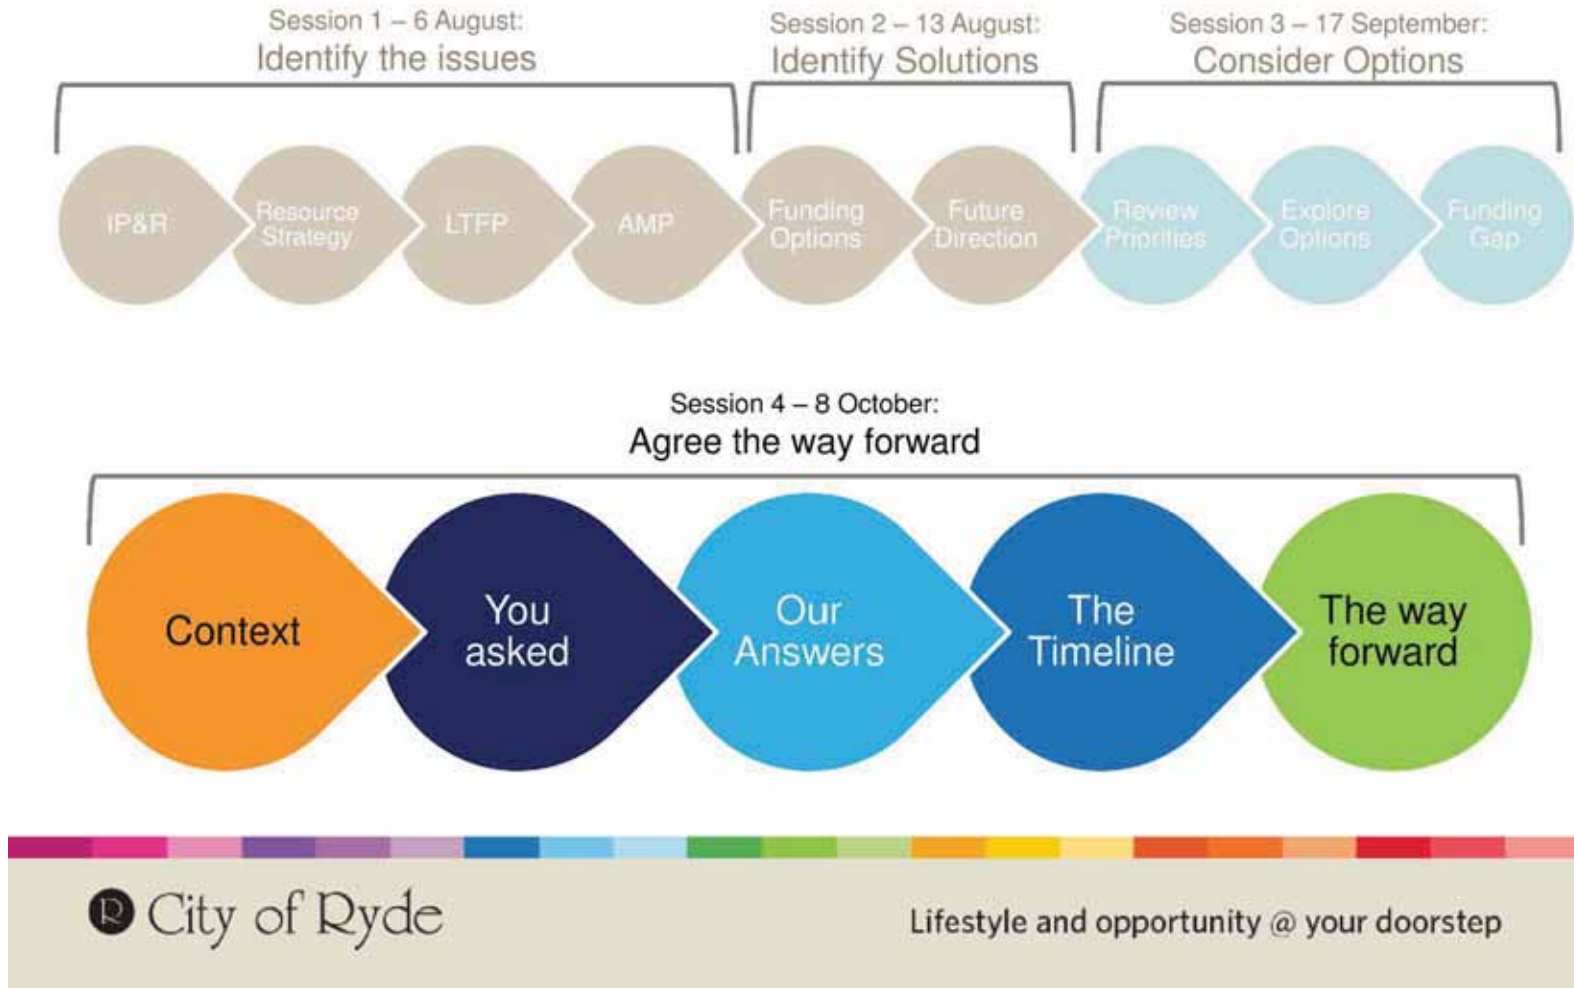 Session 1 – 6 August:
Identify the issues
Session 2 – 13 August:
Identify Solutions
Session 3 – 17 September:
Consider Options
IP&R
Resource
Strategy
LTFP
AMP
Funding
Options
Future
Direction
Review
Priorities
Explore
Options
Funding
Gap
Session 4 – 8 October:
Agree the way forward
Context
You
asked
Our
Answers
The
Timeline
The way
forward
R City of Ryde
Lifestyle and opportunity @ your doorstep